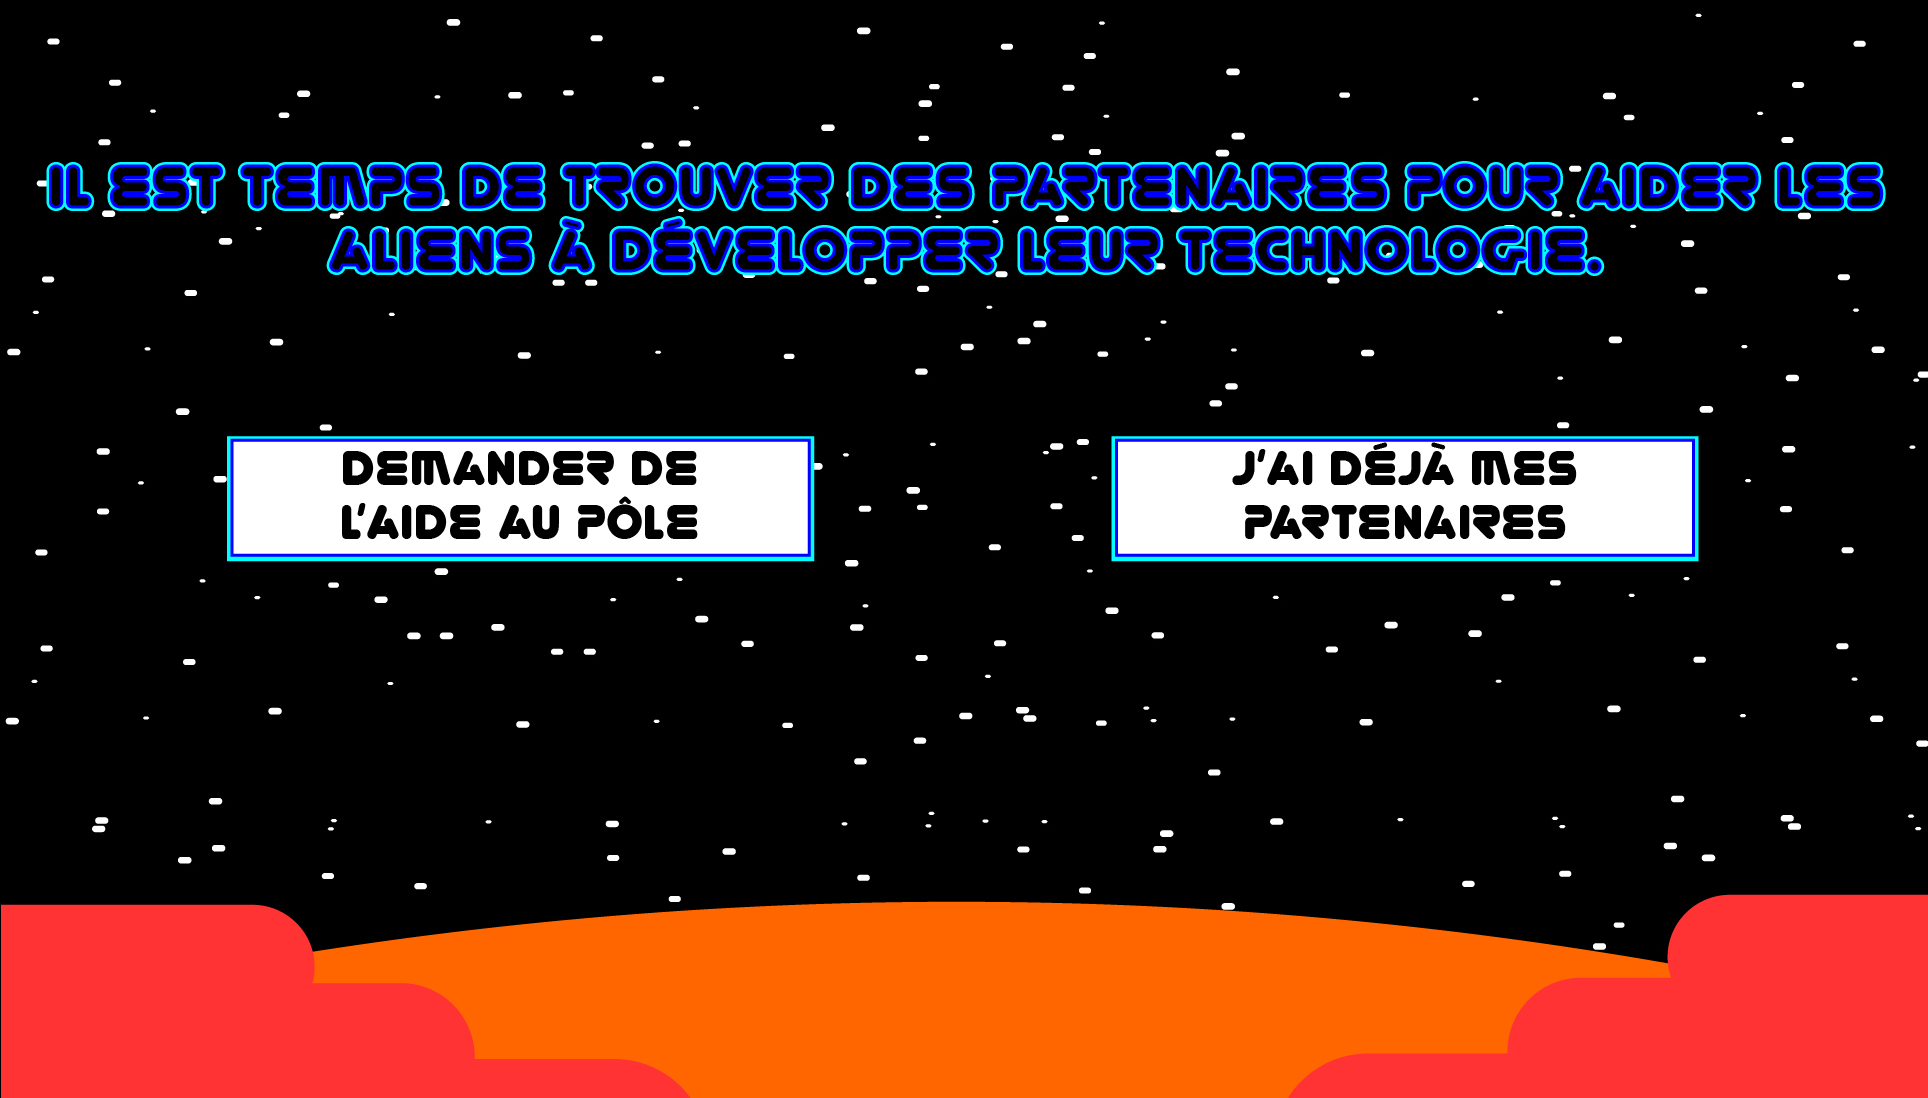 IL EST TEMPS DE TROUVER DES PARTENAIRES POUR AIDER LES
ALIENS À DÉVELOPPER LEUR TECHNOLOGIE.
DEMANDER DE
L'AIDE AU PÔLE
J'AI DÉJÀ MES
PARTENAIRES